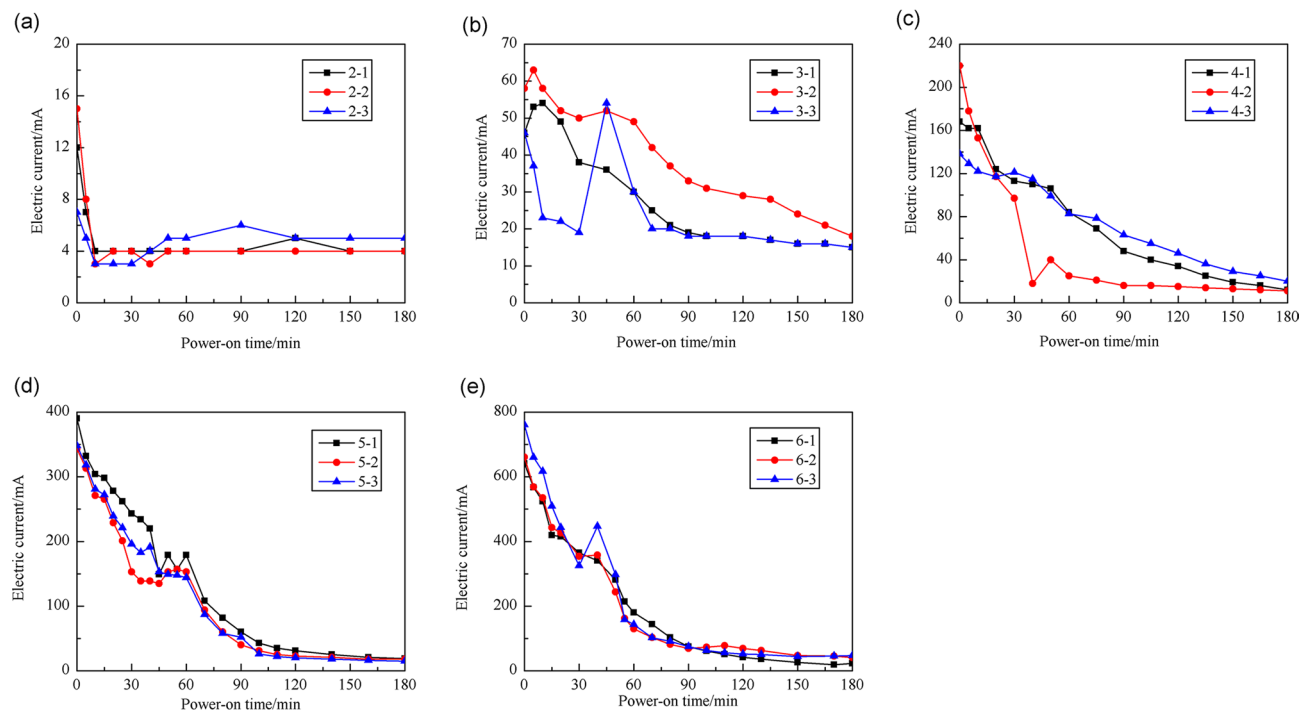 (a)
20
16
12
8
4
0
Electric current/mA
2-1
2-2
2-3
0 30 60 90 120 150 180
Power-on time/min
(b)
70
60
50
40
30
20
10
0
Electric current/mA
3-1
3-2
3-3
0 30 60 90 120 150 180
Power-on time/min
(c)
240
200
160
120
80
40
0
Electric current/mA
4-1
4-2
4-3
0 30 60 90 120 150 180
Power-on time/min
(d)
400
300
200
100
0
Electric current/mA
5-1
5-2
5-3
0 30 60 90 120 150 180
Power-on time/min
(e)
800
600
400
200
0
Electric current/mA
6-1
6-2
6-3
0 30 60 90 120 150 180
Power-on time/min